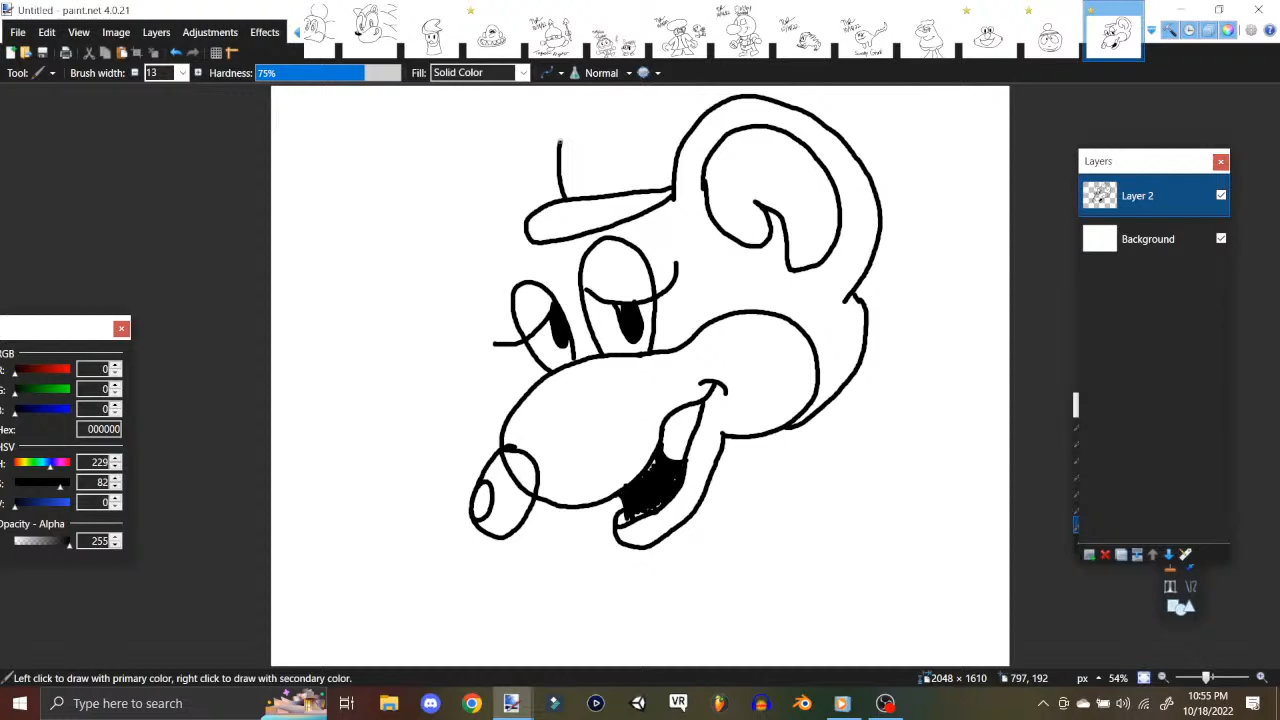 Untitled - paint.net 4.0.21
File Edit View Image Layers Adjustments Effects
Tool: Brush width: 13 Hardness: 75% Fill: Solid Color Normal
Layers
Layer 2
Background
RGB
R: 0
G: 0
B: 0
Hex: 000000
HSV
H: 229
S: 82
V: 0
Opacity - Alpha
255
Left click to draw with primary color, right click to draw with secondary color. 2048 × 1610 797, 192 px 54%
Type here to search
VR
10:55 PM
10/18/2022